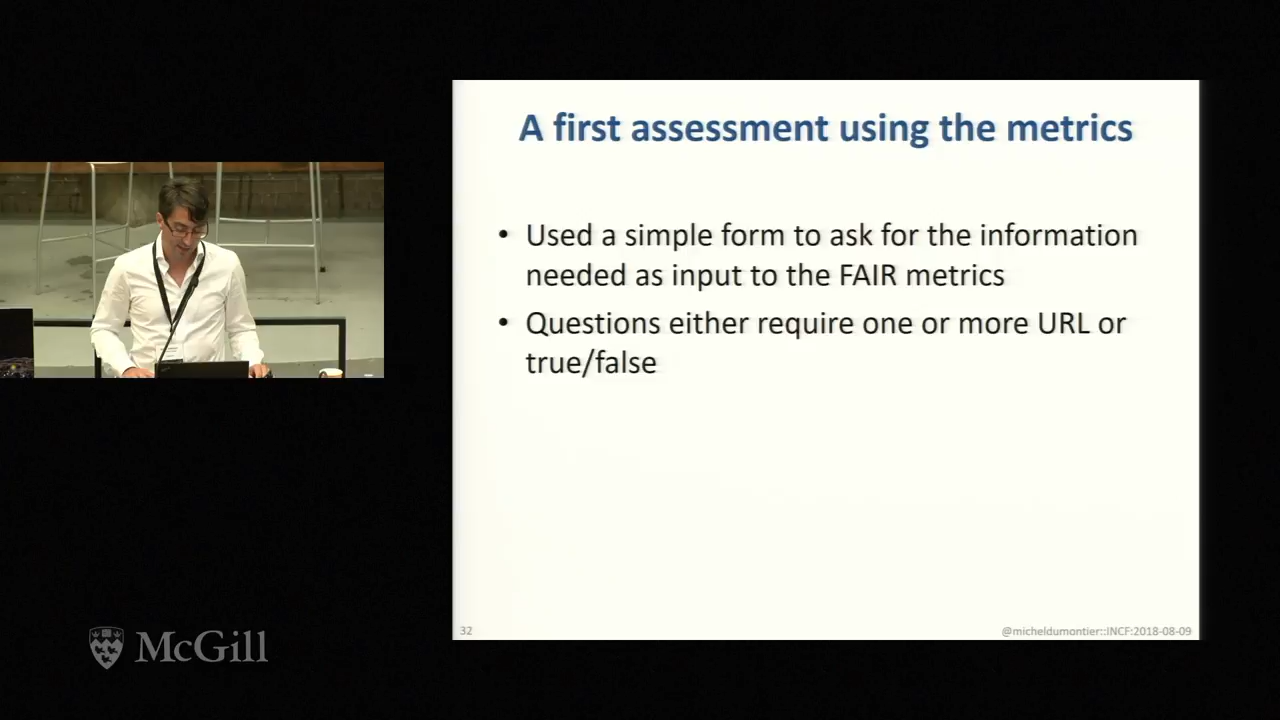 A first assessment using the metrics
• Used a simple form to ask for the information
needed as input to the FAIR metrics
• Questions either require one or more URL or
true/false
32
@micheldumontier::INCF:2018-08-09
McGill